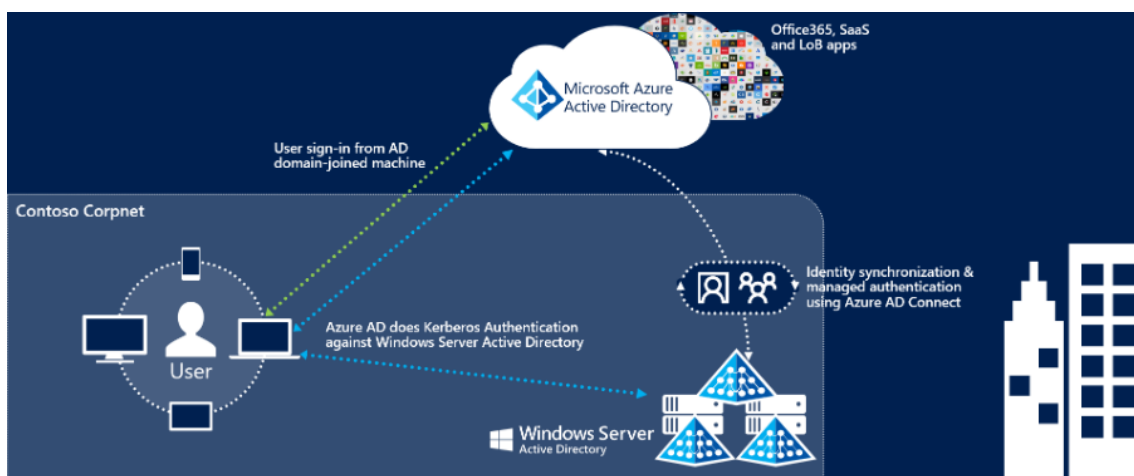 Office365, SaaS
and LoB apps
Microsoft Azure
Active Directory
User sign-in from AD
domain-joined machine
Contoso Corpnet
Identity synchronization &
managed authentication
using Azure AD Connect
Azure AD does Kerberos Authentication
against Windows Server Active Directory
User
Windows Server
Active Directory